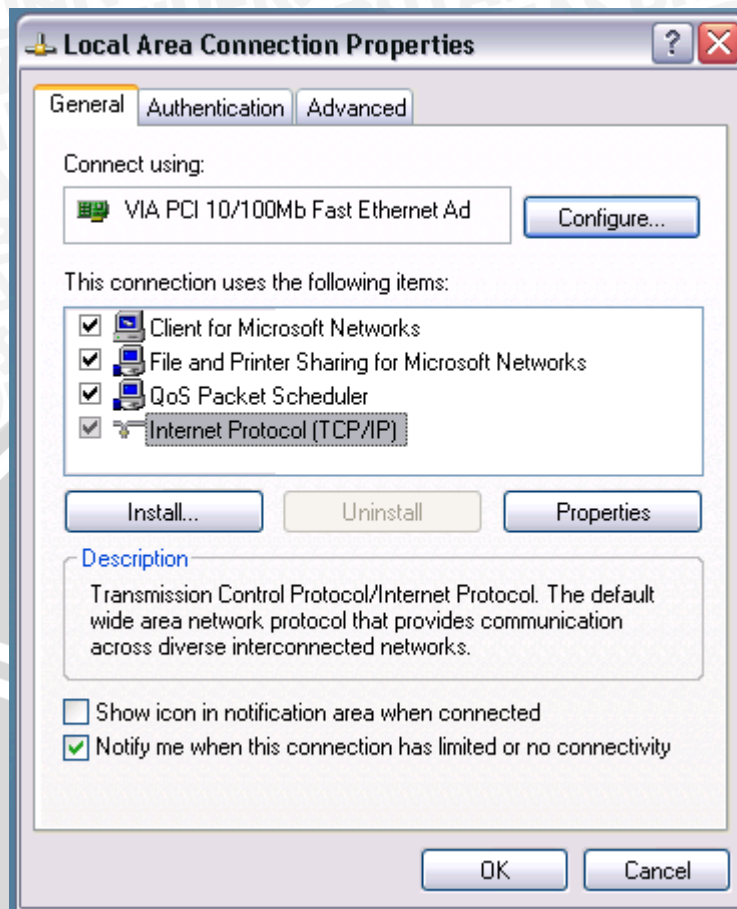 Local Area Connection Properties
General
Authentication
Advanced
Connect using:
VIA PCI 10/100Mb Fast Ethernet Ad
Configure...
This connection uses the following items:
Client for Microsoft Networks
File and Printer Sharing for Microsoft Networks
QoS Packet Scheduler
Internet Protocol (TCP/IP)
Install...
Uninstall
Properties
Description
Transmission Control Protocol/Internet Protocol. The default
wide area network protocol that provides communication
across diverse interconnected networks.
Show icon in notification area when connected
Notify me when this connection has limited or no connectivity
OK
Cancel